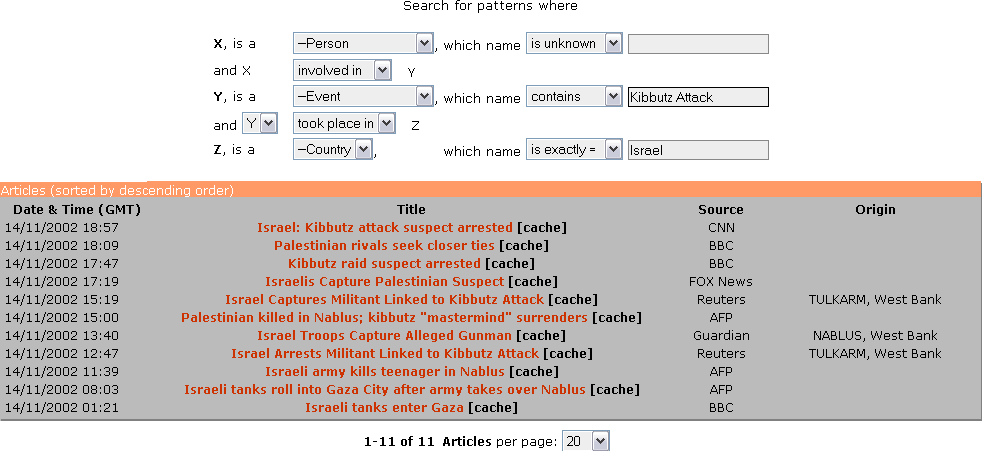 Search for patterns where
X, is a –Person , which name is unknown
and X involved in Y
Y, is a –Event , which name contains Kibbutz Attack
and Y took place in Z
Z, is a –Country , which name is exactly = Israel
Articles (sorted by descending order)
Date & Time (GMT) Title Source Origin
14/11/2002 18:57 Israel: Kibbutz attack suspect arrested [cache] CNN
14/11/2002 18:09 Palestinian rivals seek closer ties [cache] BBC
14/11/2002 17:47 Kibbutz raid suspect arrested [cache] BBC
14/11/2002 17:19 Israelis Capture Palestinian Suspect [cache] FOX News
14/11/2002 15:19 Israel Captures Militant Linked to Kibbutz Attack [cache] Reuters TULKARM, West Bank
14/11/2002 15:00 Palestinian killed in Nablus; kibbutz "mastermind" surrenders [cache] AFP
14/11/2002 13:40 Israel Troops Capture Alleged Gunman [cache] Guardian NABLUS, West Bank
14/11/2002 12:47 Israel Arrests Militant Linked to Kibbutz Attack [cache] Reuters TULKARM, West Bank
14/11/2002 11:39 Israeli army kills teenager in Nablus [cache] AFP
14/11/2002 08:03 Israeli tanks roll into Gaza City after army takes over Nablus [cache] AFP
14/11/2002 01:21 Israeli tanks enter Gaza [cache] BBC
1-11 of 11 Articles per page: 20